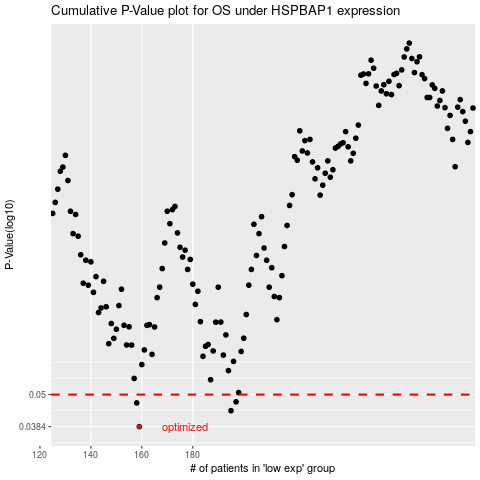 Cumulative P-Value plot for OS under HSPBAP1 expression
P-Value(log10)
0.05
0.0384
optimized
120 140 160 180
# of patients in 'low exp' group